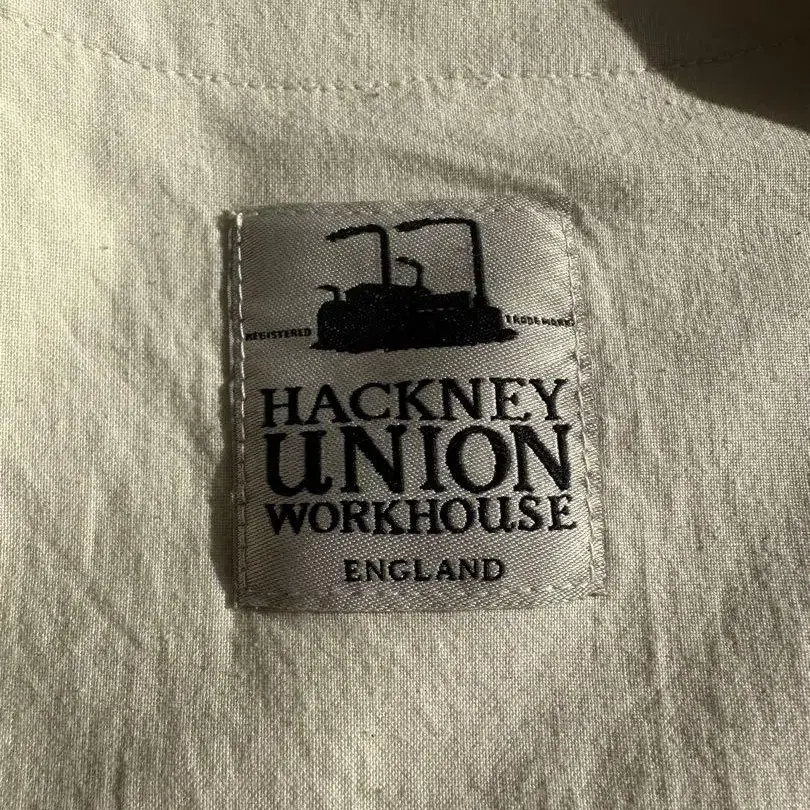 REGISTERED TRADE MARK
HACKNEY
UNION
WORKHOUSE
ENGLAND